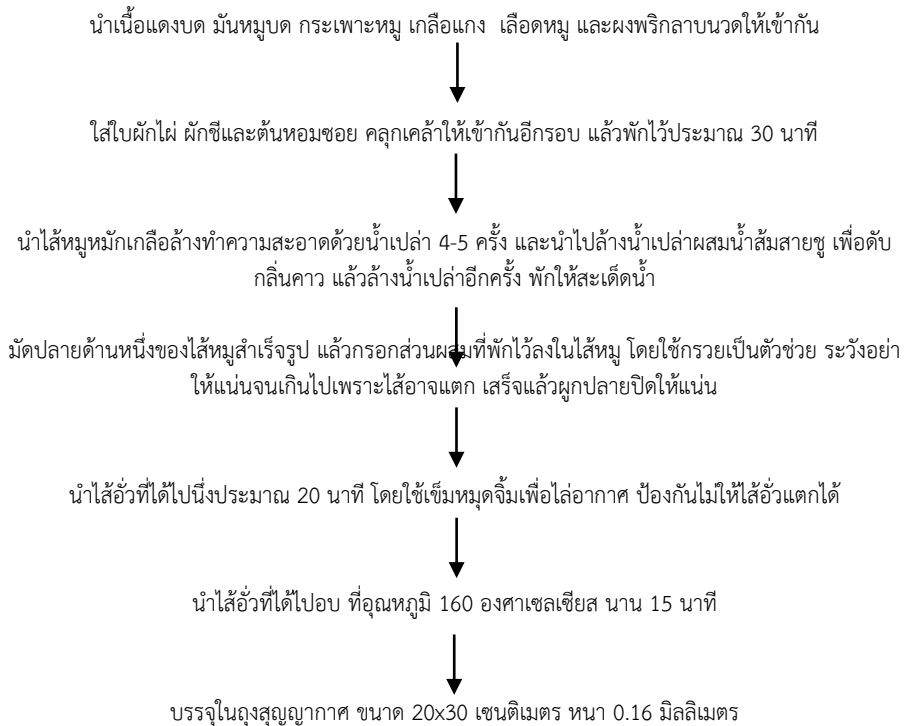 นำเนื้อแดงบด มันหมูบด กระเพาะหมู เกลือแกง เลือดหมู และผงพริกลาบนวดให้เข้ากัน
ใส่ใบผักไผ่ ผักชีและต้นหอมซอย คลุกเคล้าให้เข้ากันอีกรอบ แล้วพักไว้ประมาณ 30 นาที
นำไส้หมูหมักเกลือล้างทำความสะอาดด้วยน้ำเปล่า 4-5 ครั้ง และนำไปล้างน้ำเปล่าผสมน้ำส้มสายชู เพื่อดับ
กลิ่นคาว แล้วล้างน้ำเปล่าอีกครั้ง พักให้สะเด็ดน้ำ
มัดปลายด้านหนึ่งของไส้หมูสำเร็จรูป แล้วกรอกส่วนผสมที่พักไว้ลงในไส้หมู โดยใช้กรวยเป็นตัวช่วย ระวังอย่า
ให้แน่นจนเกินไปเพราะไส้อาจแตก เสร็จแล้วผูกปลายปิดให้แน่น
นำไส้อั่วที่ได้ไปนึ่งประมาณ 20 นาที โดยใช้เข็มหมุดจิ้มเพื่อไล่อากาศ ป้องกันไม่ให้ไส้อั่วแตกได้
นำไส้อั่วที่ได้ไปอบ ที่อุณหภูมิ 160 องศาเซลเซียส นาน 15 นาที
บรรจุในถุงสุญญากาศ ขนาด 20x30 เซนติเมตร หนา 0.16 มิลลิเมตร